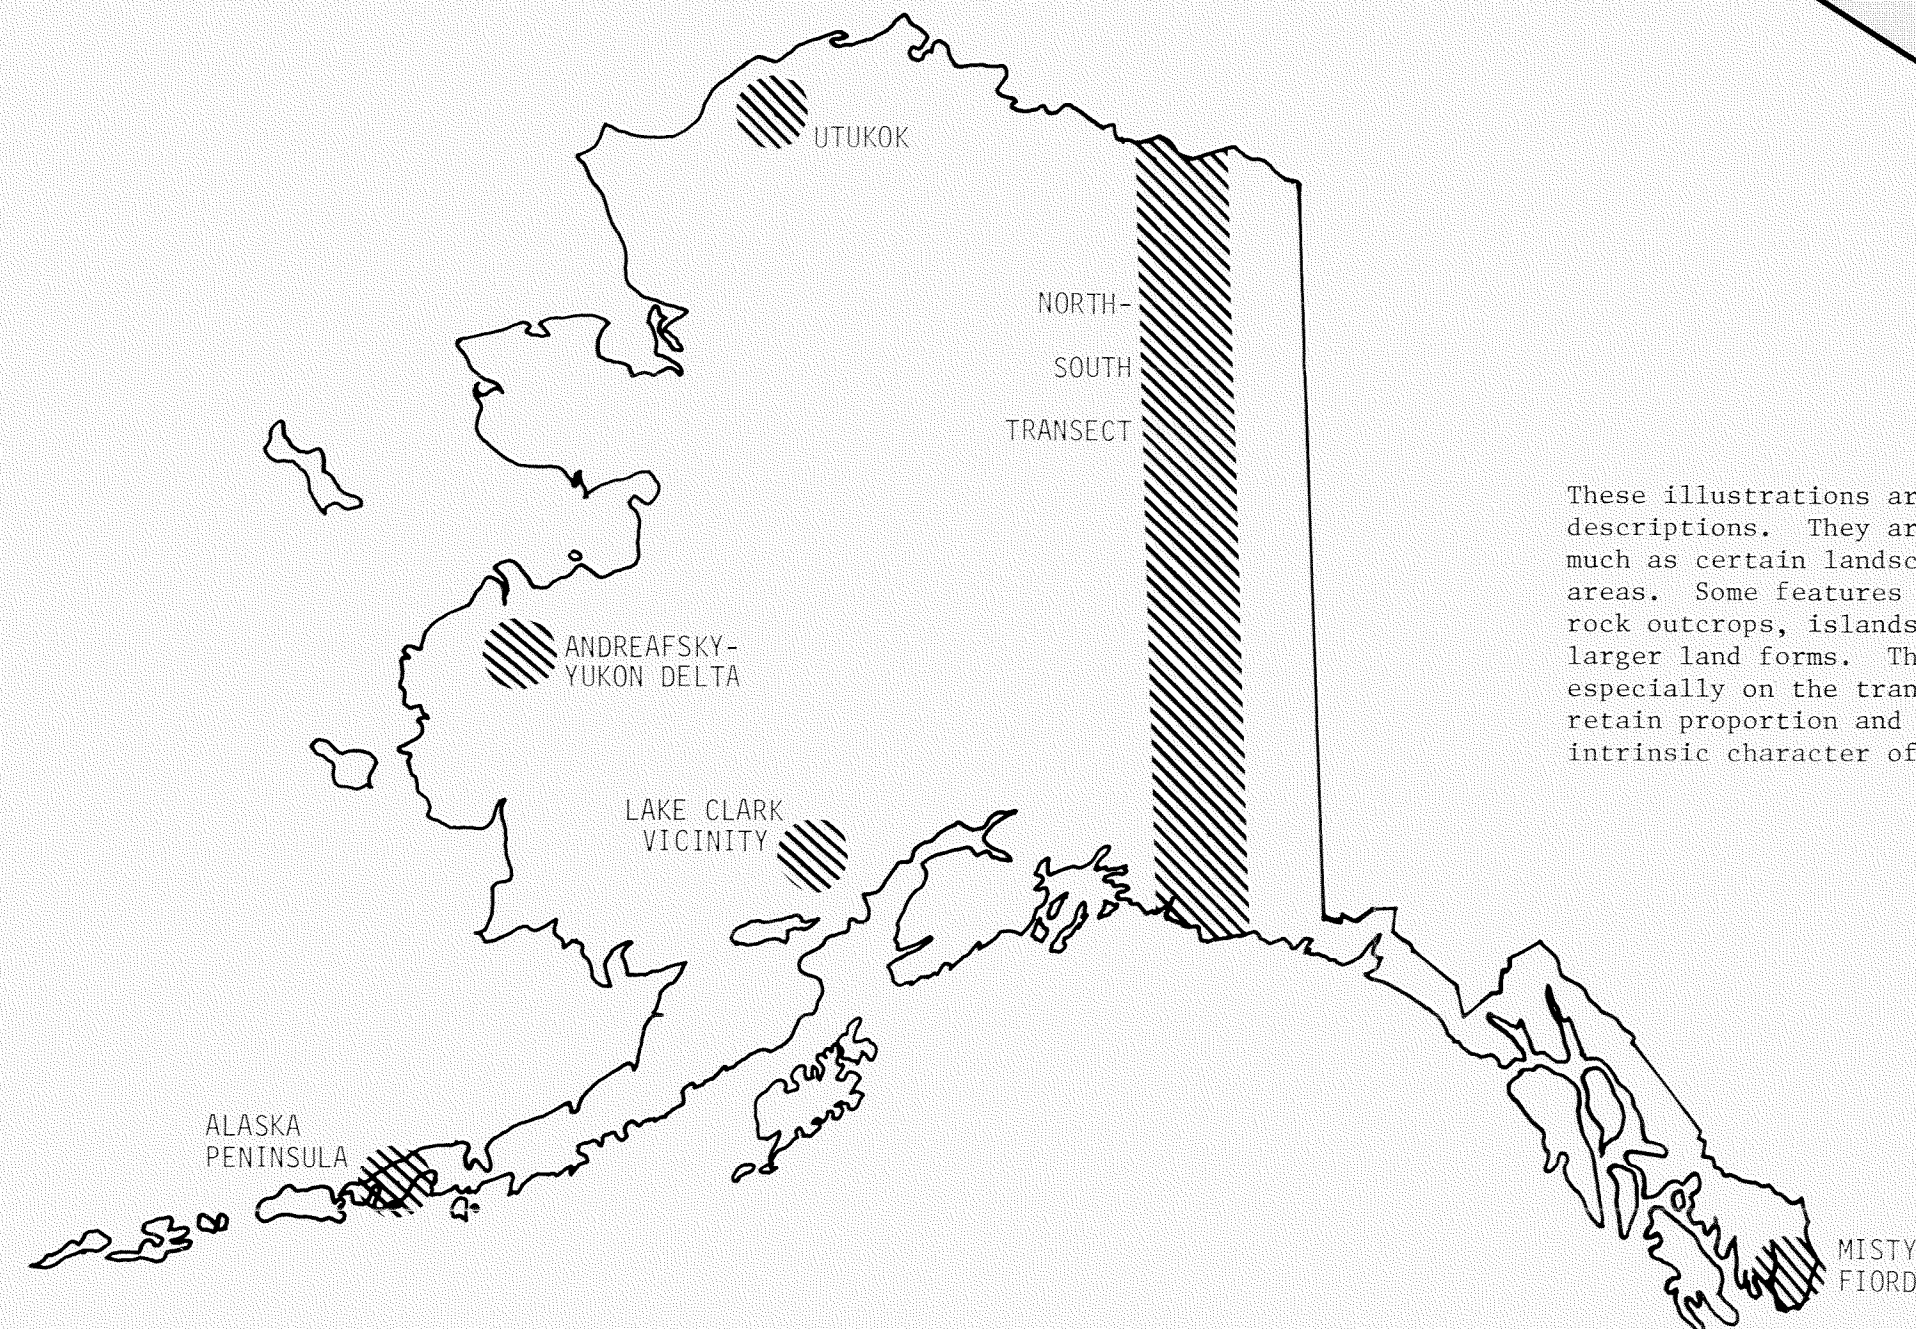 UTUKOK
NORTH-
SOUTH
TRANSECT
ANDREAFSKY-
YUKON DELTA
LAKE CLARK
VICINITY
ALASKA
PENINSULA
MISTY
FIORD
These illustrations ar
descriptions. They ar
much as certain landsc
areas. Some features
rock outcrops, islands
larger land forms. Th
especially on the tran
retain proportion and
intrinsic character of